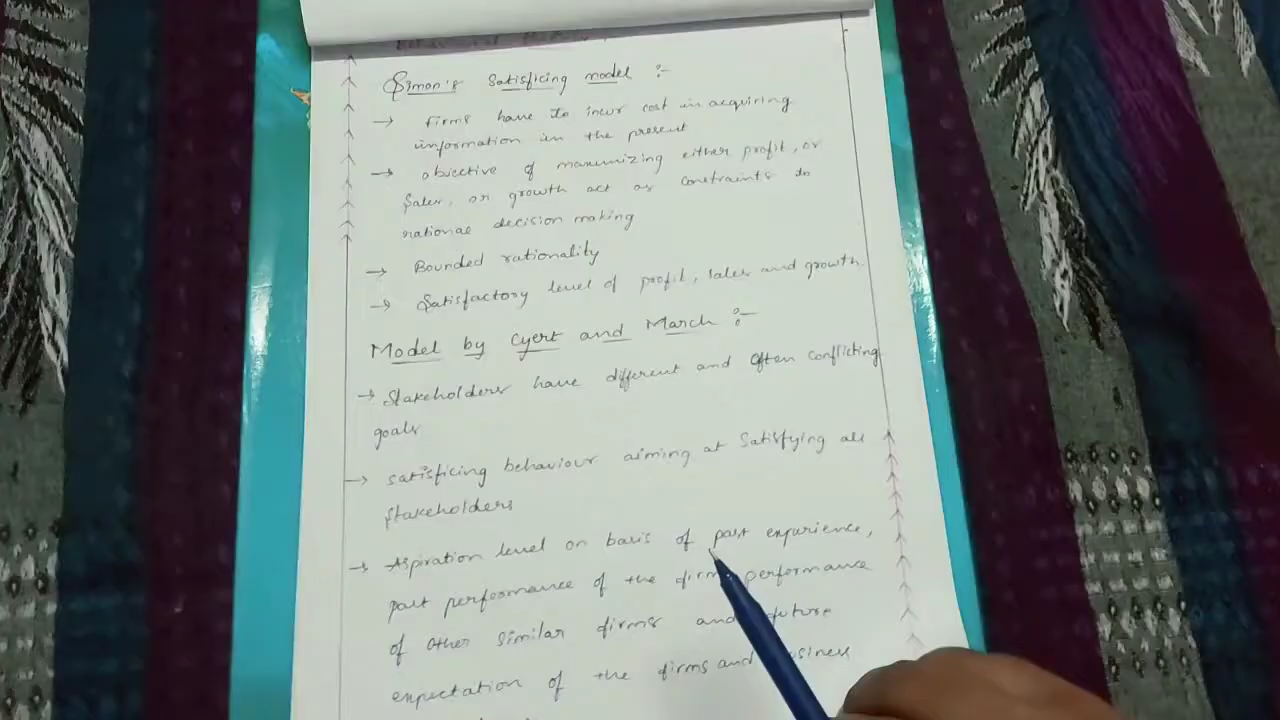 Simon's Satisficing model :-
→ Firms have to incur cost in acquiring
information in the present
→ objective of maximizing either profit, or
Sales, or growth act as constraints to
rational decision making
→ Bounded rationality
→ Satisfactory level of profit, sales and growth
Model by Cyert and March :-
→ Stakeholders have different and often conflicting
goals
→ satisficing behaviour aiming at Satisfying all
Stakeholders
→ Aspiration level on basis of past experience,
past performance of the firm, performance
of other similar firms and future
expectation of the firms and business